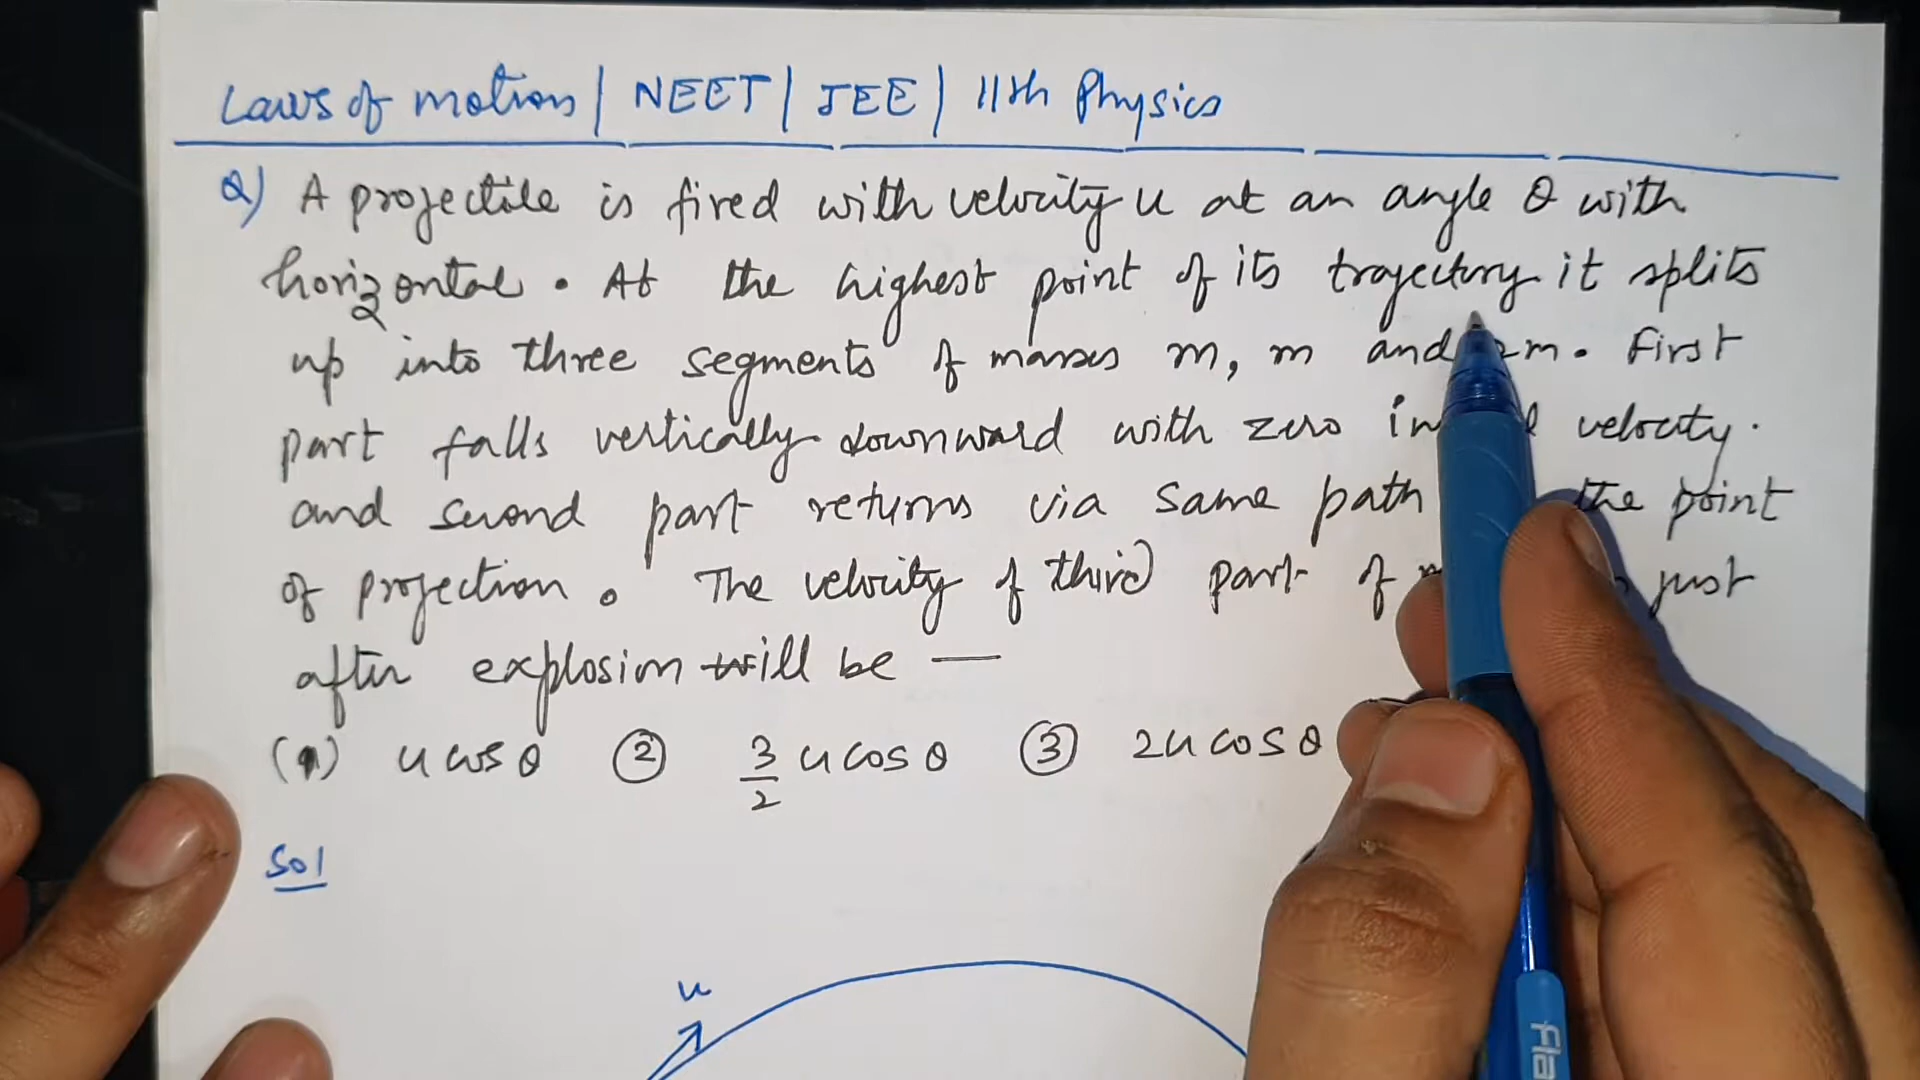 Laws of motion | NEET | JEE | 11th Physics
Q) A projectile is fired with velocity u at an angle θ with
horizontal. At the highest point of its trajectory it splits
up into three segments of masses m, m and 2m. First
part falls vertically downward with zero velocity.
and second part returns via same path the point
of projection. The velocity of third part of just
after explosion will be —
(1) u cos θ ② 3/2 u cos θ ③ 2u cos θ
Sol
u
Fla